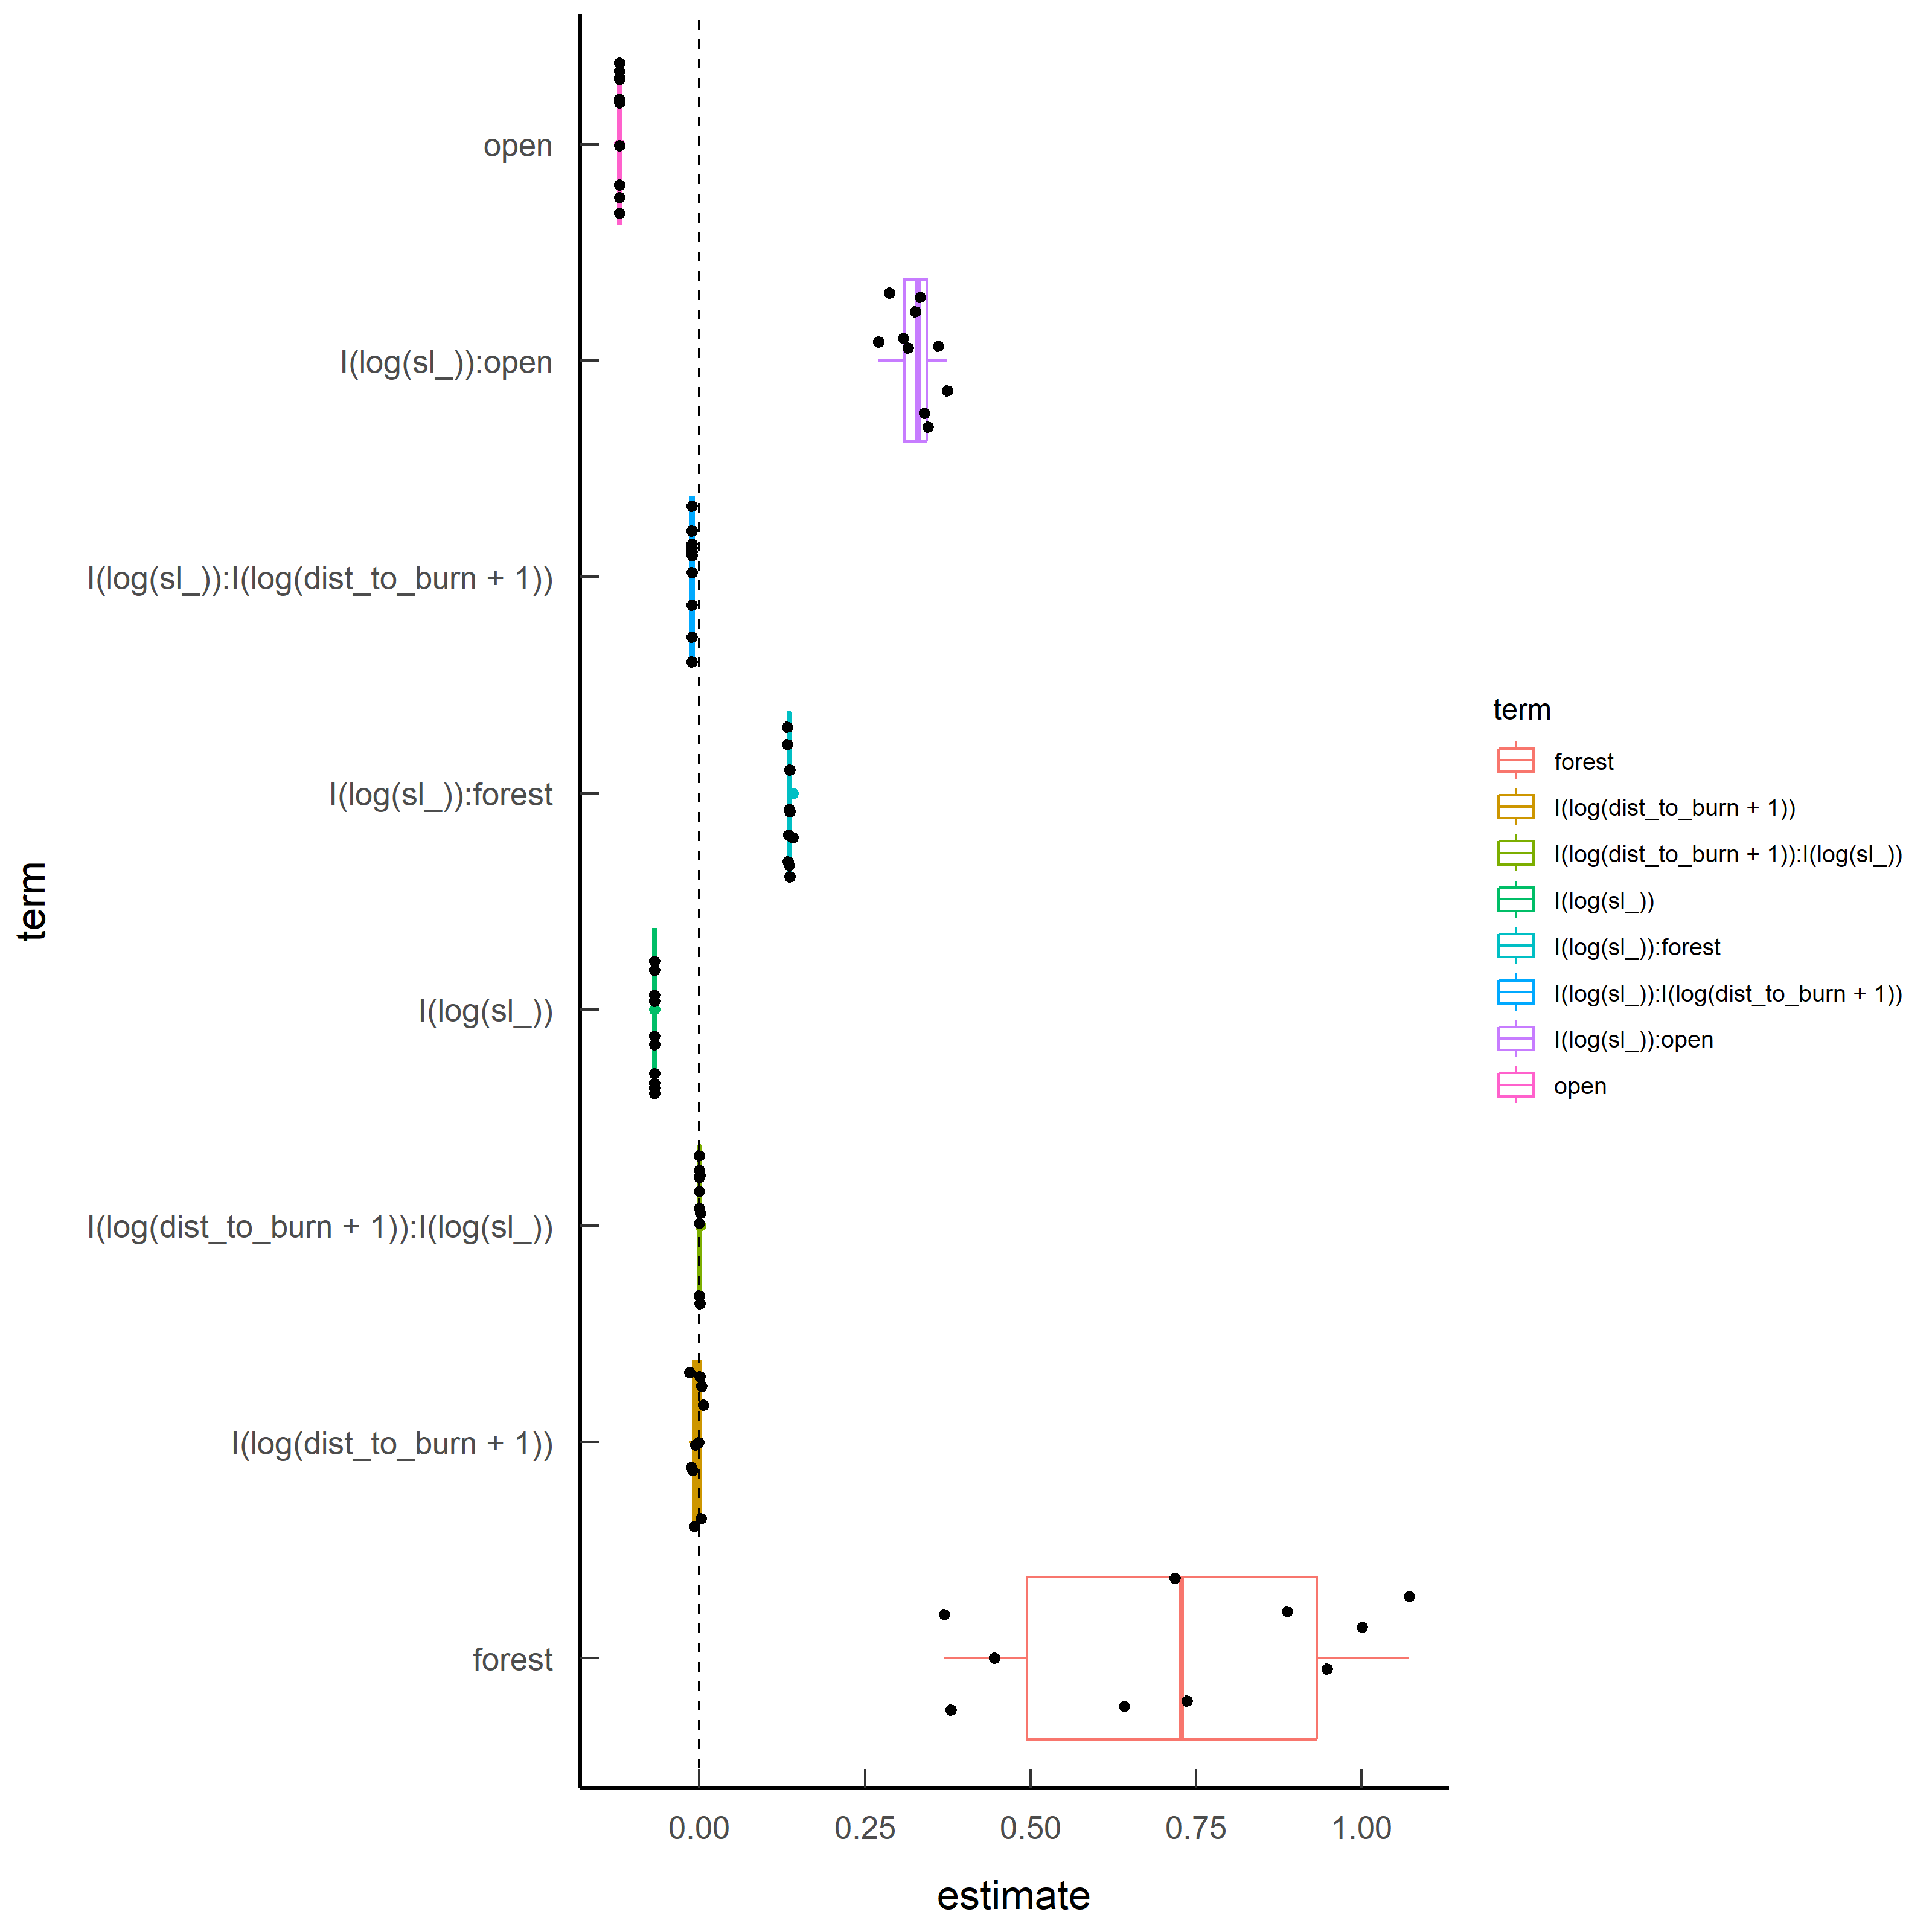 open
I(log(sl_)):open
I(log(sl_)):I(log(dist_to_burn + 1))
I(log(sl_)):forest
I(log(sl_))
I(log(dist_to_burn + 1)):I(log(sl_))
I(log(dist_to_burn + 1))
forest
term
0.00 0.25 0.50 0.75 1.00
estimate
term
forest
I(log(dist_to_burn + 1))
I(log(dist_to_burn + 1)):I(log(sl_))
I(log(sl_))
I(log(sl_)):forest
I(log(sl_)):I(log(dist_to_burn + 1))
I(log(sl_)):open
open